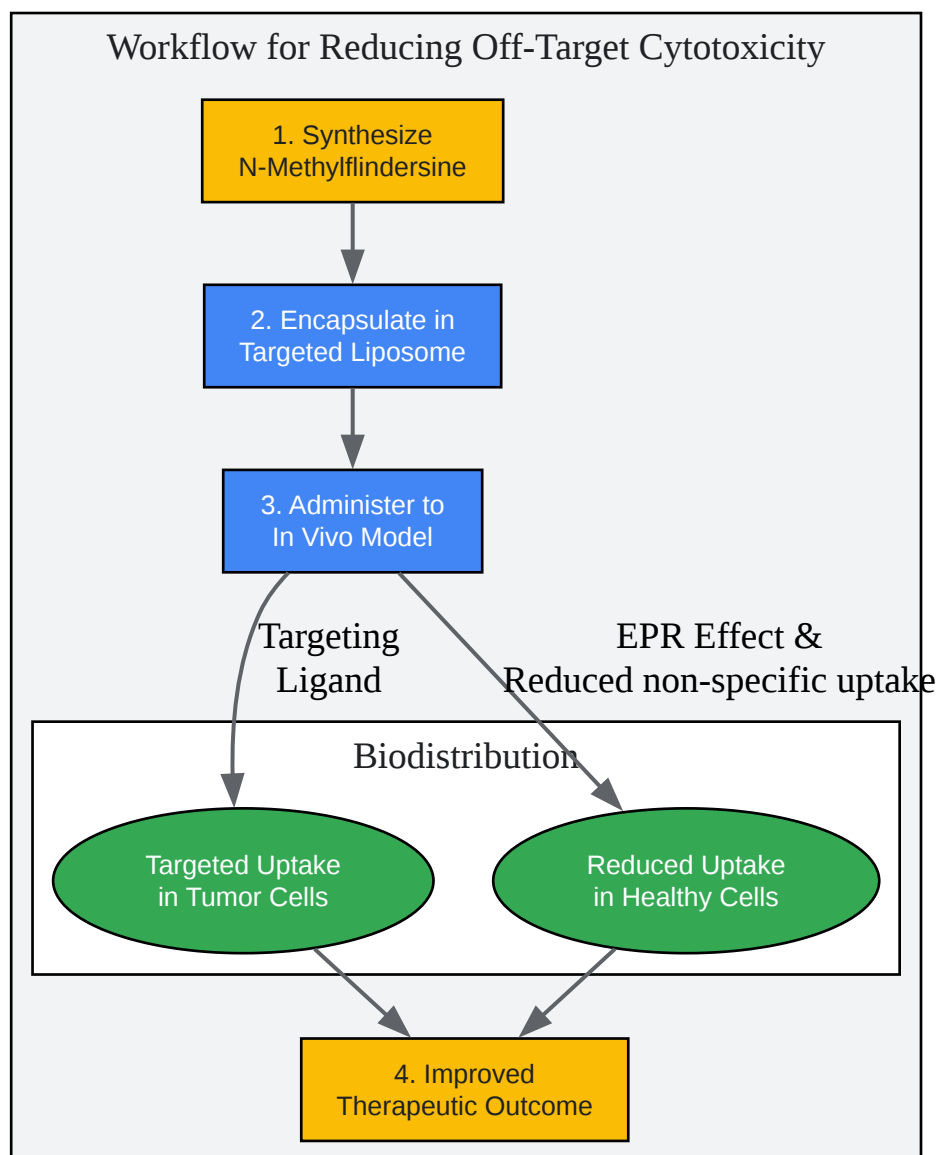 Workflow for Reducing Off-Target Cytotoxicity
1. Synthesize
N-Methylflindersine
2. Encapsulate in
Targeted Liposome
3. Administer to
In Vivo Model
Targeting
Ligand
EPR Effect &
Reduced non-specific uptake
Biodistribution
Targeted Uptake
in Tumor Cells
Reduced Uptake
in Healthy Cells
4. Improved
Therapeutic Outcome